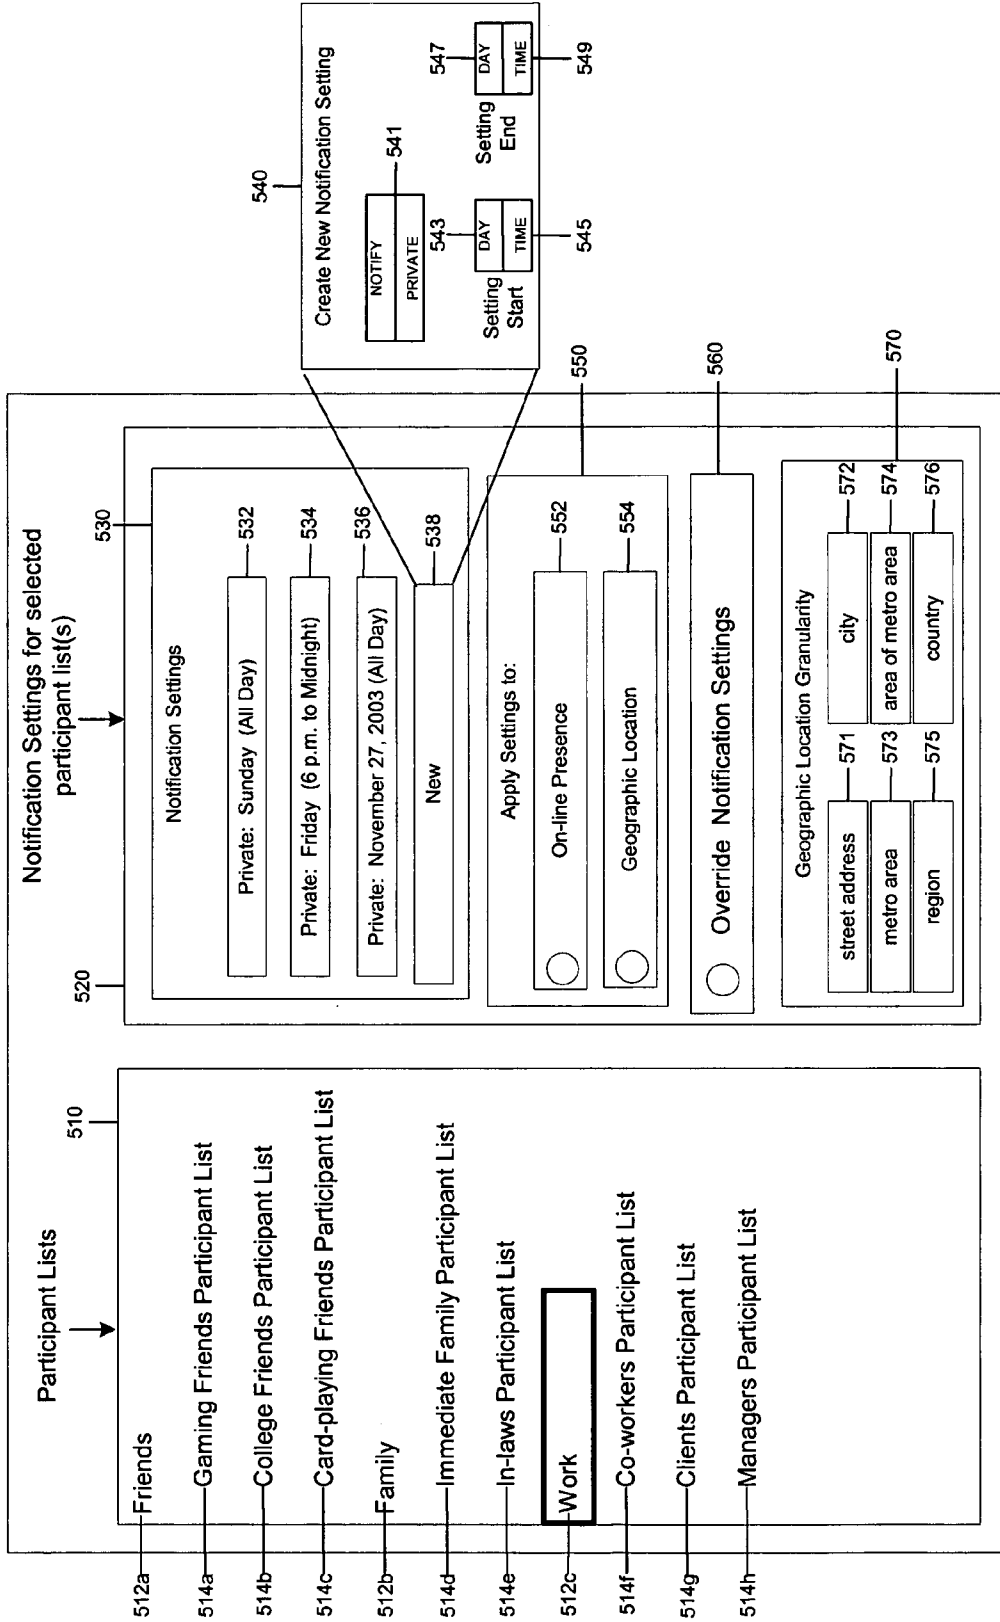 Participant Lists
510
512a Friends
514a Gaming Friends Participant List
514b College Friends Participant List
514c Card-playing Friends Participant List
512b Family
514d Immediate Family Participant List
514e In-laws Participant List
512c Work
514f Co-workers Participant List
514g Clients Participant List
514h Managers Participant List
Notification Settings for selected
participant list(s)
520
530
Notification Settings
Private: Sunday (All Day) 532
Private: Friday (6 p.m. to Midnight) 534
Private: November 27, 2003 (All Day) 536
New 538
540
Create New Notification Setting
NOTIFY
PRIVATE
541
Setting
Start
543
DAY
TIME
545
Setting
End
547
DAY
TIME
549
550
Apply Settings to:
On-line Presence 552
Geographic Location 554
560
Override Notification Settings
570
Geographic Location Granularity
street address 571 city 572
metro area 573 area of metro area 574
region 575 country 576